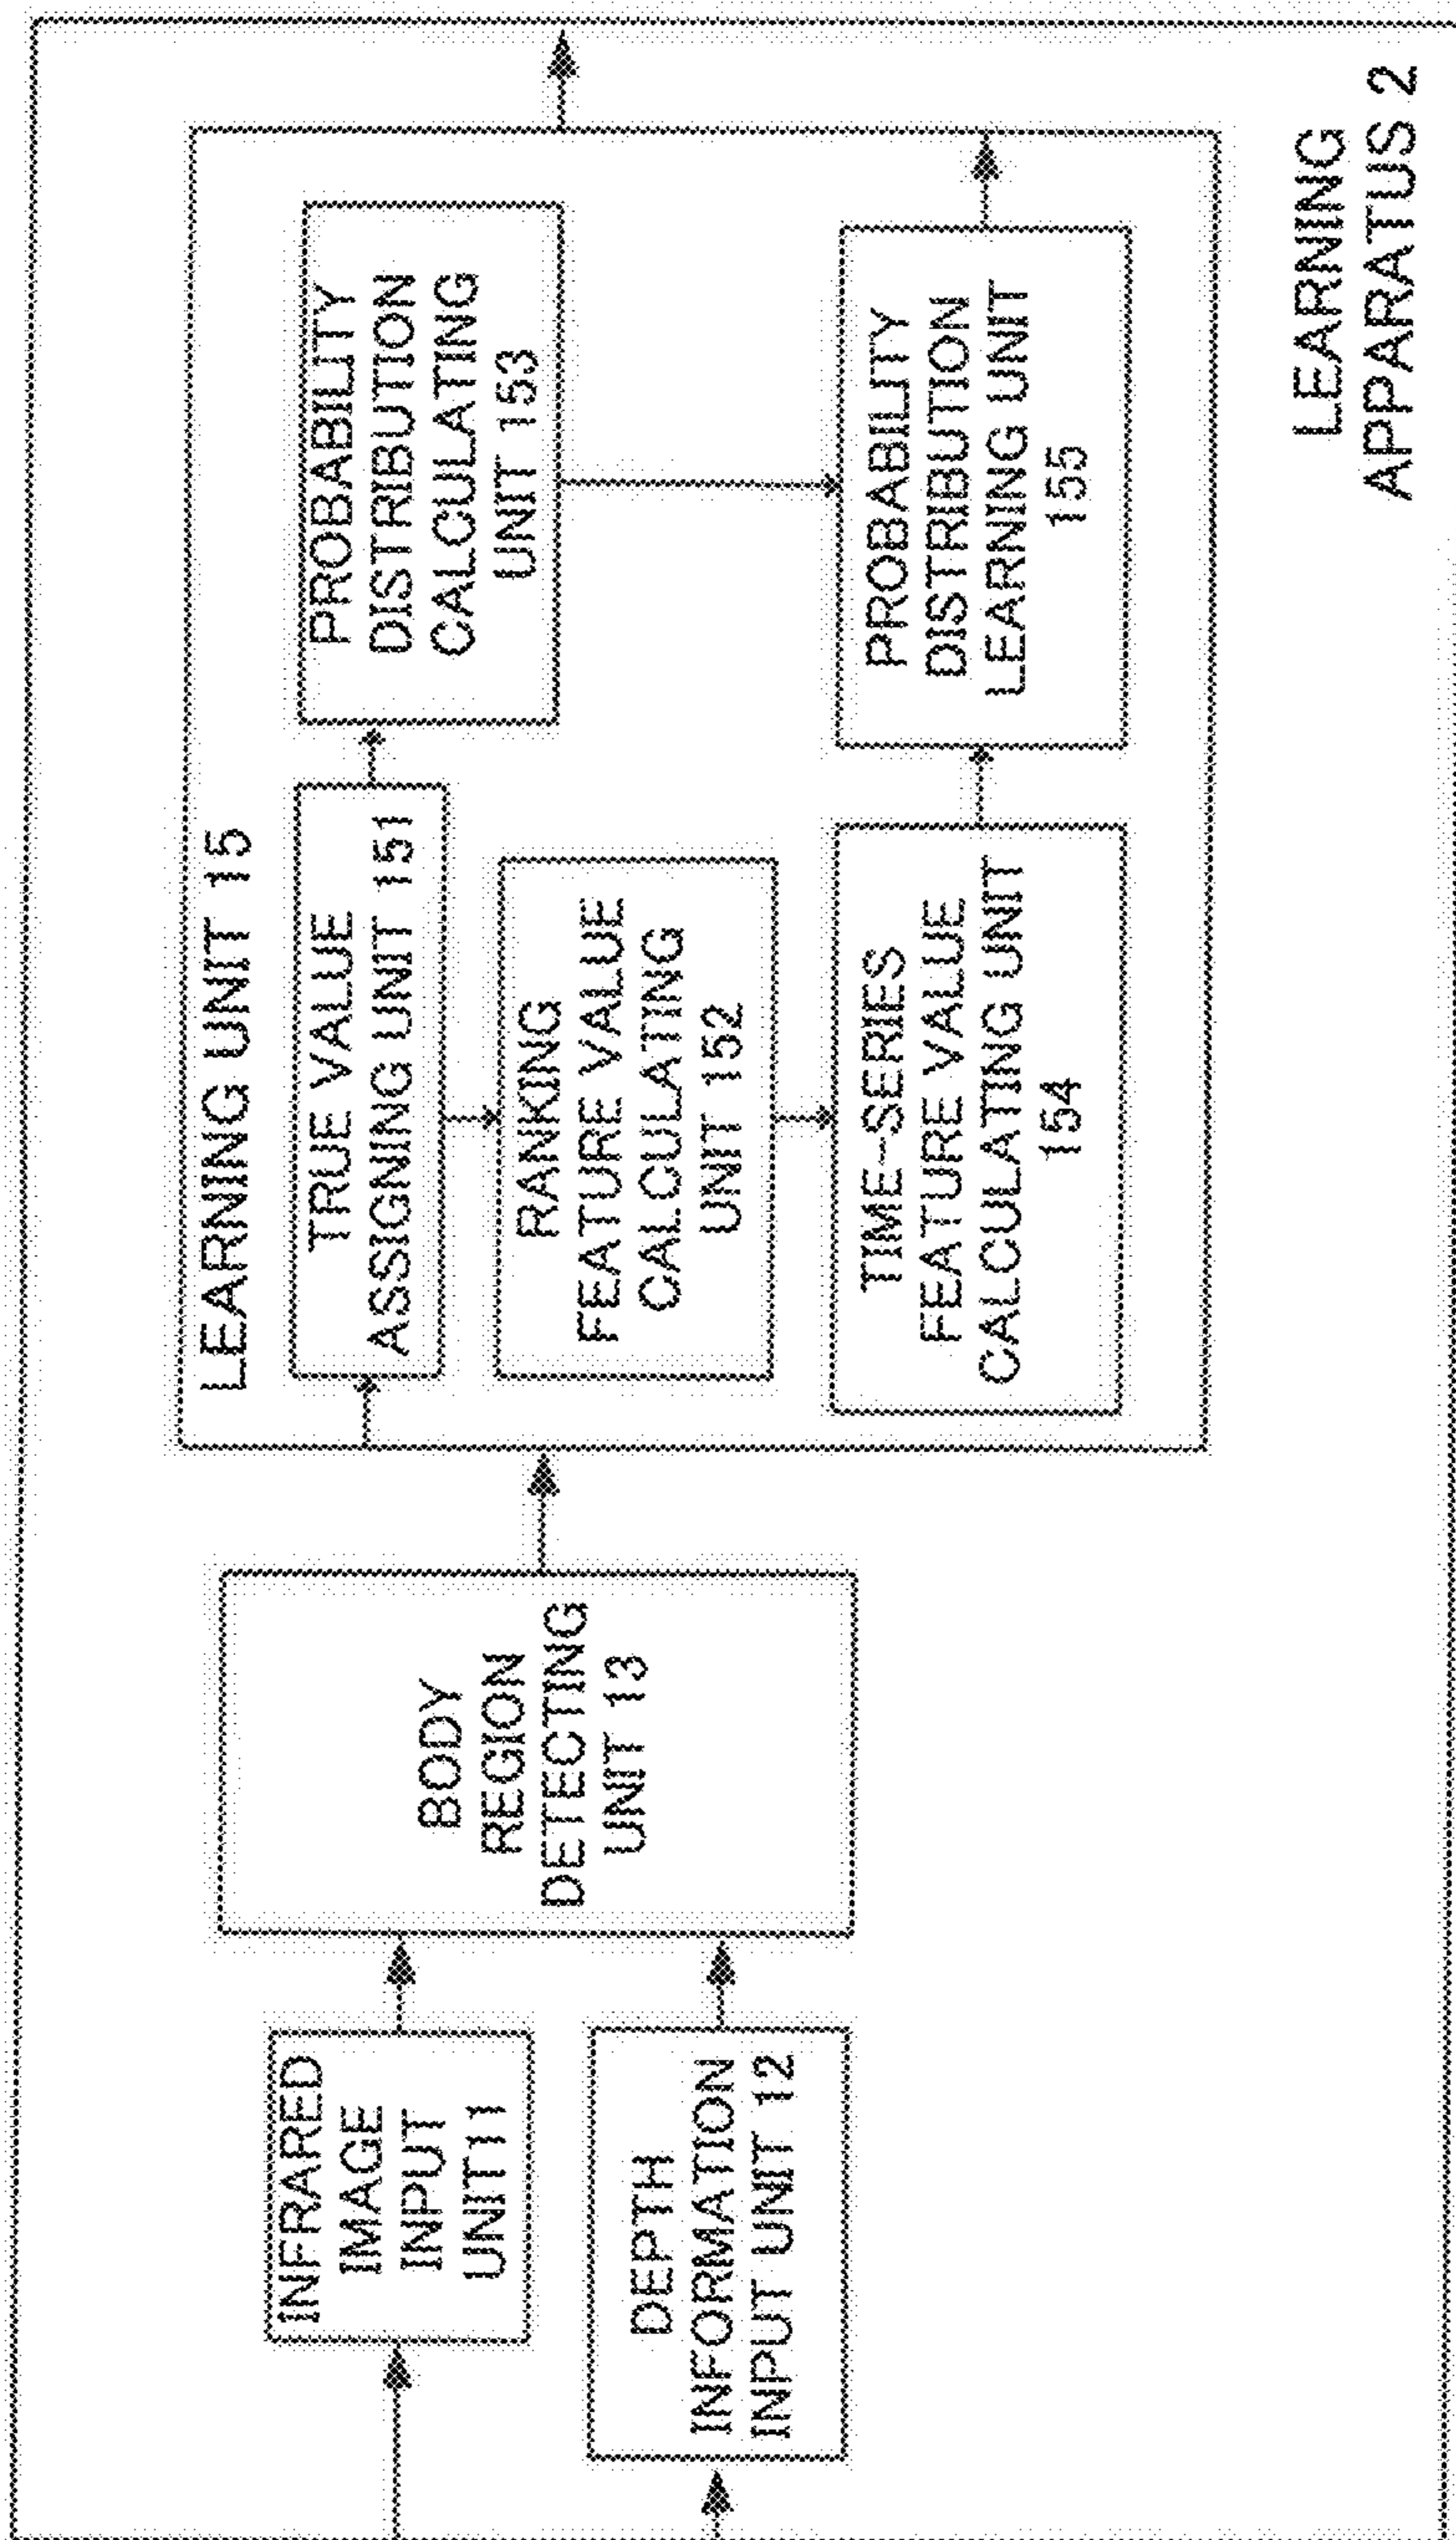 INFRARED
IMAGE
INPUT
UNIT11
DEPTH
INFORMATION
INPUT UNIT 12
BODY
REGION
DETECTING
UNIT 13
LEARNING UNIT 15
TRUE VALUE
ASSIGNING UNIT 151
RANKING
FEATURE VALUE
CALCULATING
UNIT 152
TIME-SERIES
FEATURE VALUE
CALCULATING UNIT
154
PROBABILITY
DISTRIBUTION
CALCULATING
UNIT 153
PROBABILITY
DISTRIBUTION
LEARNING UNIT
155
LEARNING
APPARATUS 2